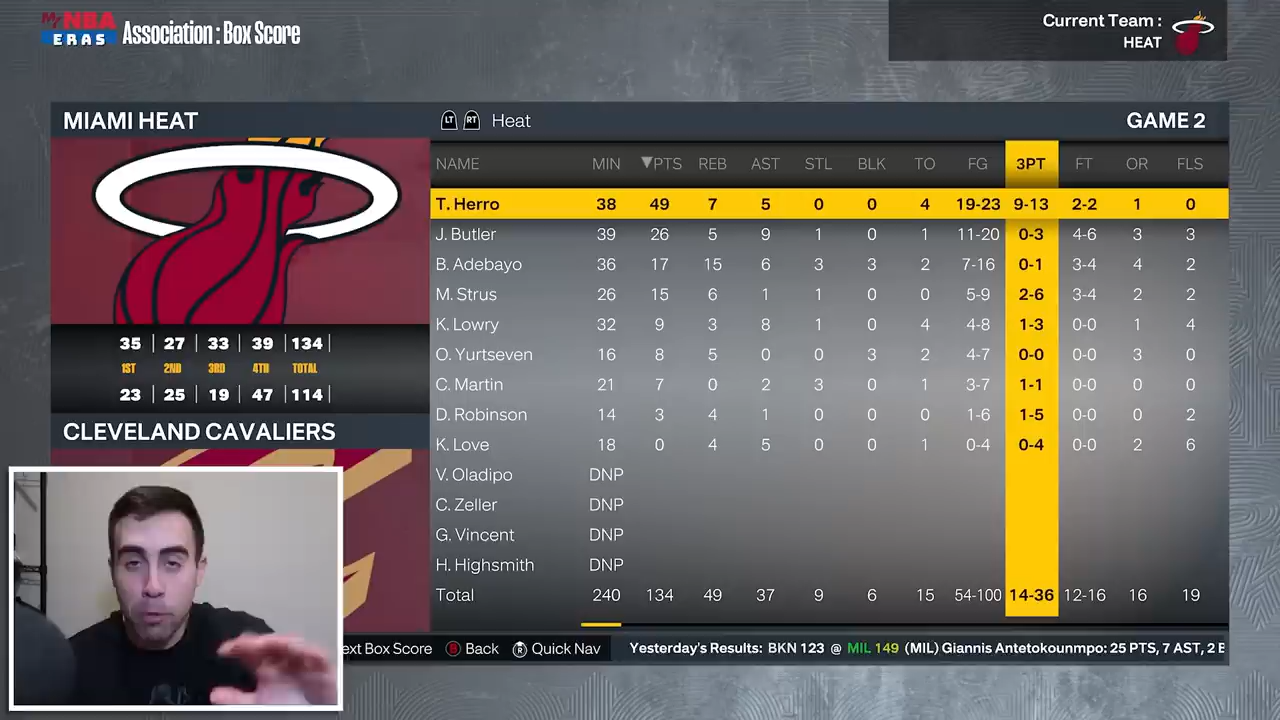 My NBA ERAS Association : Box Score
Current Team :
HEAT
MIAMI HEAT
LT RT Heat
GAME 2
NAME MIN ▼PTS REB AST STL BLK TO FG 3PT FT OR FLS
T. Herro 38 49 7 5 0 0 4 19-23 9-13 2-2 1 0
J. Butler 39 26 5 9 1 0 1 11-20 0-3 4-6 3 3
B. Adebayo 36 17 15 6 3 3 2 7-16 0-1 3-4 4 2
M. Strus 26 15 6 1 1 0 0 5-9 2-6 3-4 2 2
K. Lowry 32 9 3 8 1 0 4 4-8 1-3 0-0 1 4
O. Yurtseven 16 8 5 0 0 3 2 4-7 0-0 0-0 3 0
C. Martin 21 7 0 2 3 0 1 3-7 1-1 0-0 0 0
D. Robinson 14 3 4 1 0 0 0 1-6 1-5 0-0 0 2
K. Love 18 0 4 5 0 0 1 0-4 0-4 0-0 2 6
V. Oladipo DNP
C. Zeller DNP
G. Vincent DNP
H. Highsmith DNP
Total 240 134 49 37 9 6 15 54-100 14-36 12-16 16 19
35 | 27 | 33 | 39 | 134 |
1ST 2ND 3RD 4TH TOTAL
23 | 25 | 19 | 47 | 114 |
CLEVELAND CAVALIERS
ext Box Score B Back R Quick Nav
Yesterday's Results: BKN 123 @ MIL 149 (MIL) Giannis Antetokounmpo: 25 PTS, 7 AST, 2 B